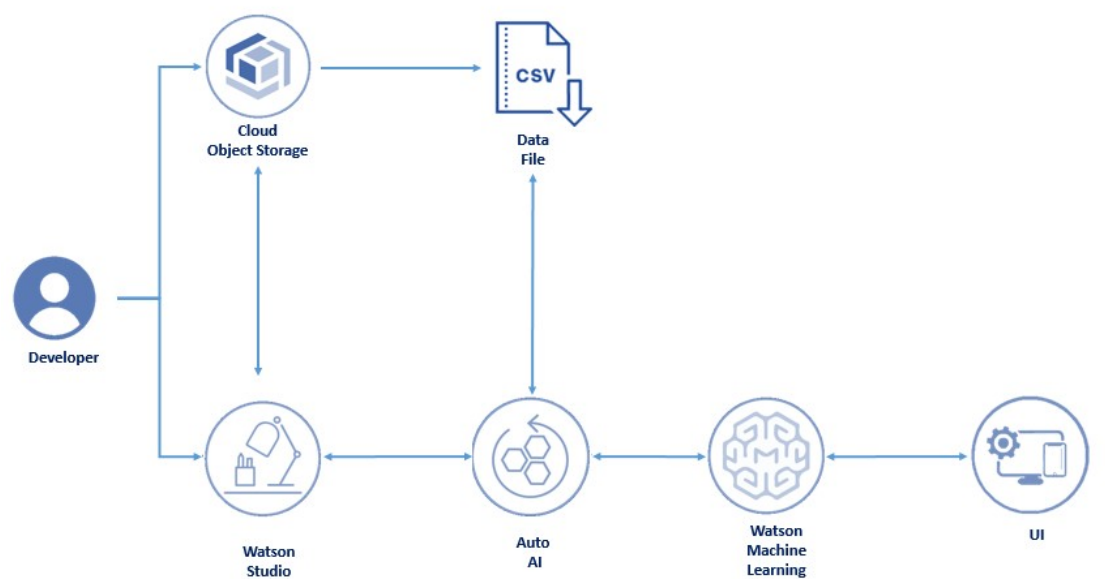 CSV
Cloud
Object Storage
Data
File
Developer
Watson
Studio
Auto
AI
M
Watson
Machine
Learning
UI